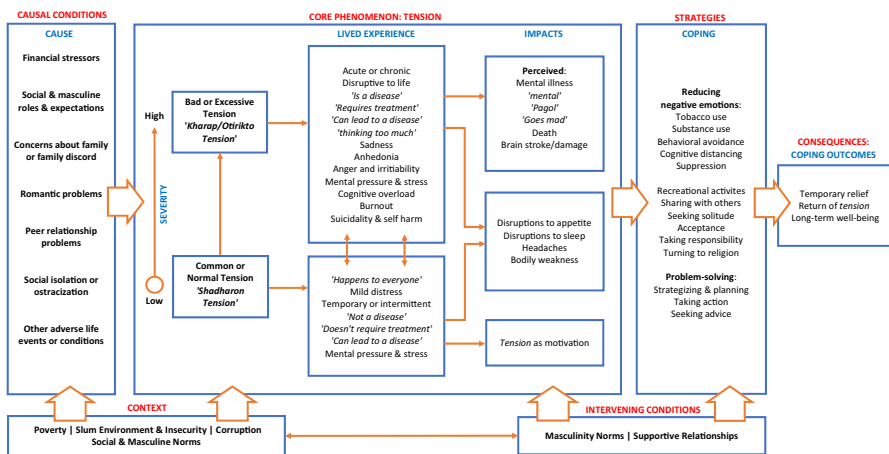 CAUSAL CONDITIONS
CAUSE
Financial stressors
Social & masculine
roles & expectations
Concerns about family
or family discord
Romantic problems
Peer relationship
problems
Social isolation or
ostracization
Other adverse life
events or conditions
CORE PHENOMENON: TENSION
SEVERITY
High
Low
Bad or Excessive
Tension
'Kharap/Otirikto
Tension'
Common or
Normal Tension
'Shadharon
Tension'
LIVED EXPERIENCE
Acute or chronic
Disruptive to life
'Is a disease'
'Requires treatment'
'Can lead to a disease'
'thinking too much'
Sadness
Anhedonia
Anger and irritiability
Mental pressure & stress
Cognitive overload
Burnout
Suicidality & self harm
'Happens to everyone'
Mild distress
Temporary or intermittent
'Not a disease'
'Doesn't require treatment'
'Can lead to a disease'
Mental pressure & stress
IMPACTS
Perceived:
Mental illness
'mental'
'Pagol'
'Goes mad'
Death
Brain stroke/damage
Disruptions to appetite
Disruptions to sleep
Headaches
Bodily weakness
Tension as motivation
STRATEGIES
COPING
Reducing
negative emotions:
Tobacco use
Substance use
Behavioral avoidance
Cognitive distancing
Suppression
Recreational activites
Sharing with others
Seeking solitude
Acceptance
Taking responsibility
Turning to religion
Problem-solving:
Strategizing & planning
Taking action
Seeking advice
CONSEQUENCES:
COPING OUTCOMES
Temporary relief
Return of tension
Long-term well-being
CONTEXT
Poverty | Slum Environment & Insecurity | Corruption
Social & Masculine Norms
INTERVENING CONDITIONS
Masculinity Norms | Supportive Relationships